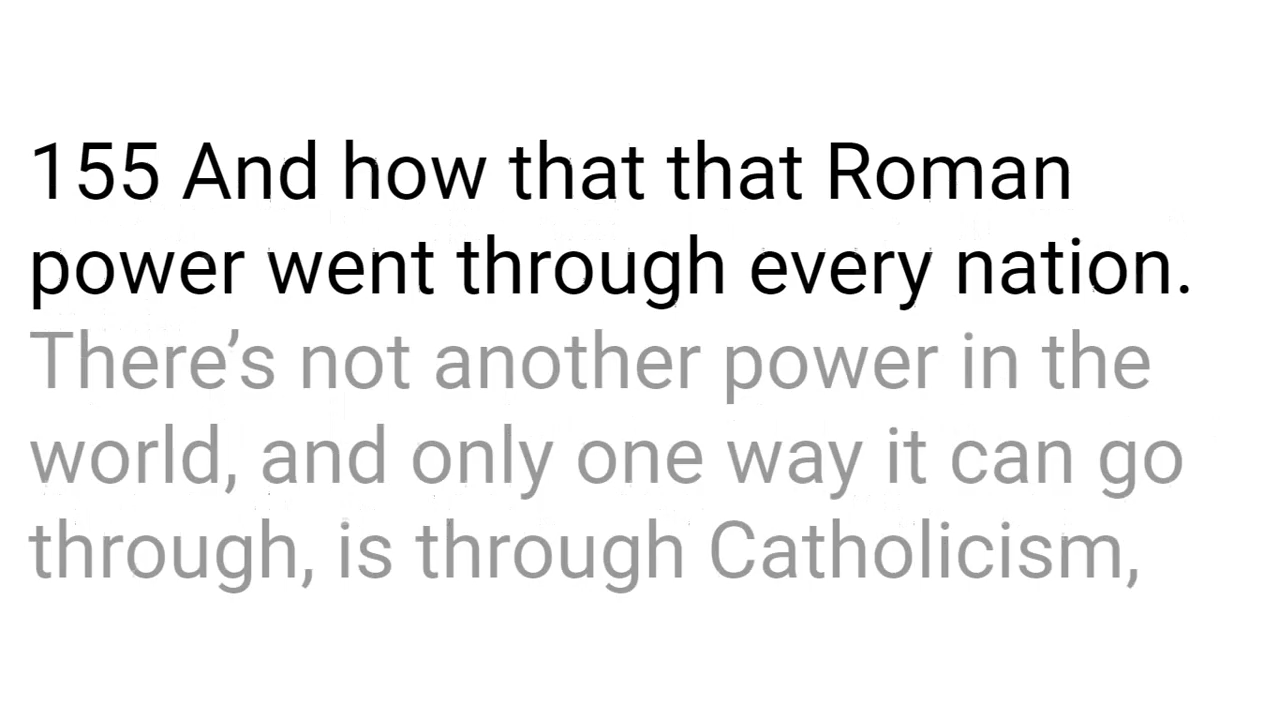 155 And how that that Roman
power went through every nation.
There’s not another power in the
world, and only one way it can go
through, is through Catholicism,